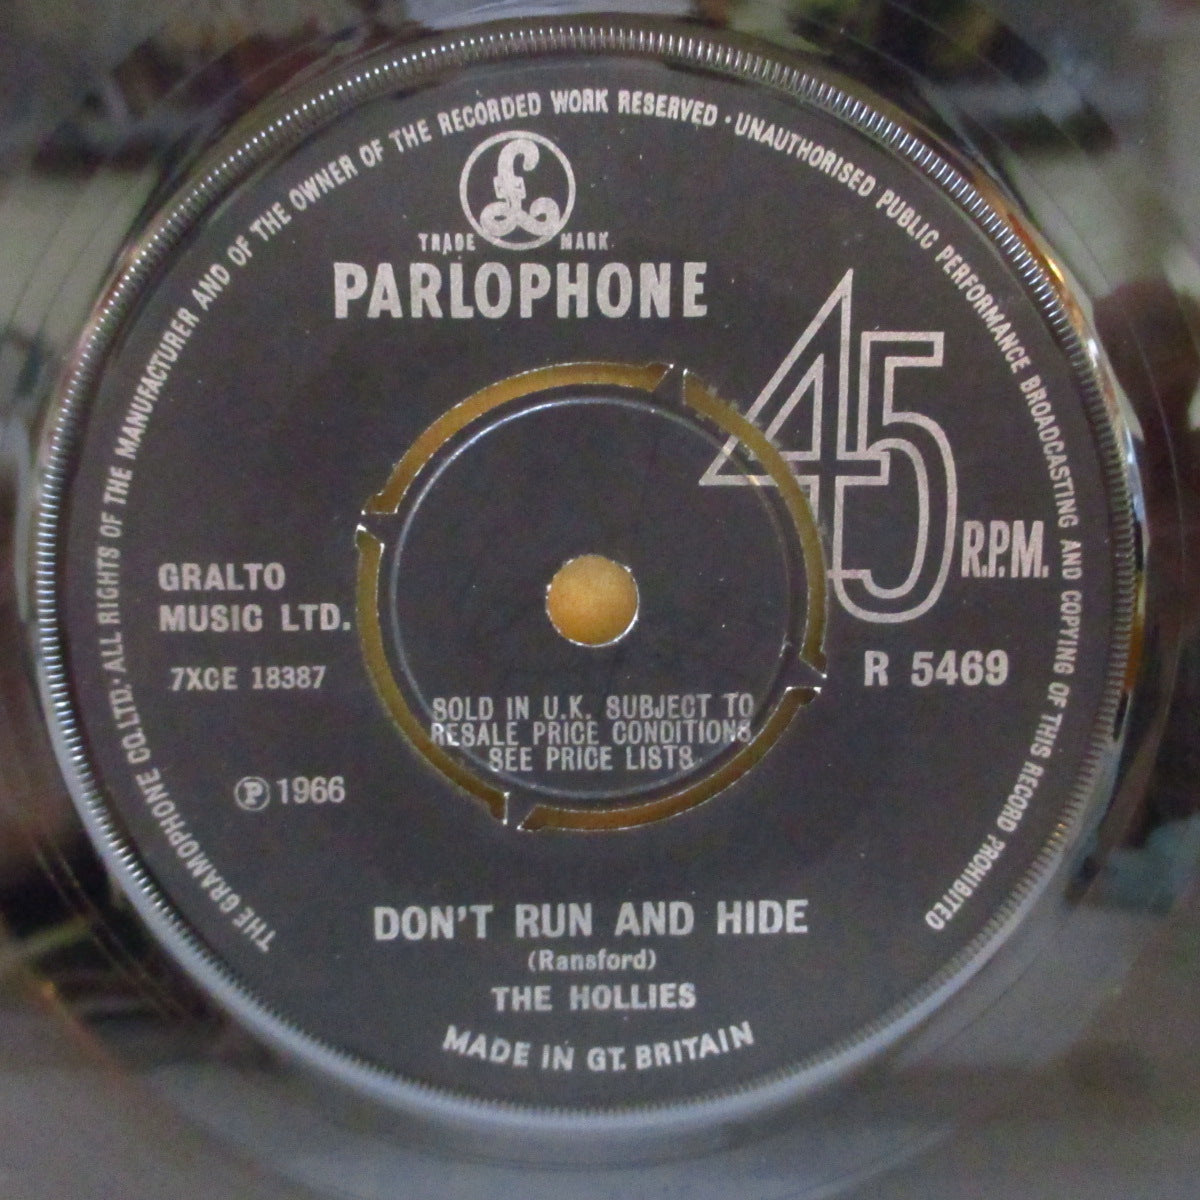 THE GRAMOPHONE CO. LTD. · ALL RIGHTS OF THE MANUFACTURER AND OF THE OWNER OF THE RECORDED WORK RESERVED · UNAUTHORISED PUBLIC PERFORMANCE BROADCASTING AND COPYING OF THIS RECORD PROHIBITED
£
TRADE MARK
PARLOPHONE
45 R.P.M.
GRALTO
MUSIC LTD.
7XCE 18387
R 5469
SOLD IN U.K. SUBJECT TO
RESALE PRICE CONDITIONS
SEE PRICE LISTS
Ⓟ 1966
DON'T RUN AND HIDE
(Ransford)
THE HOLLIES
MADE IN GT. BRITAIN